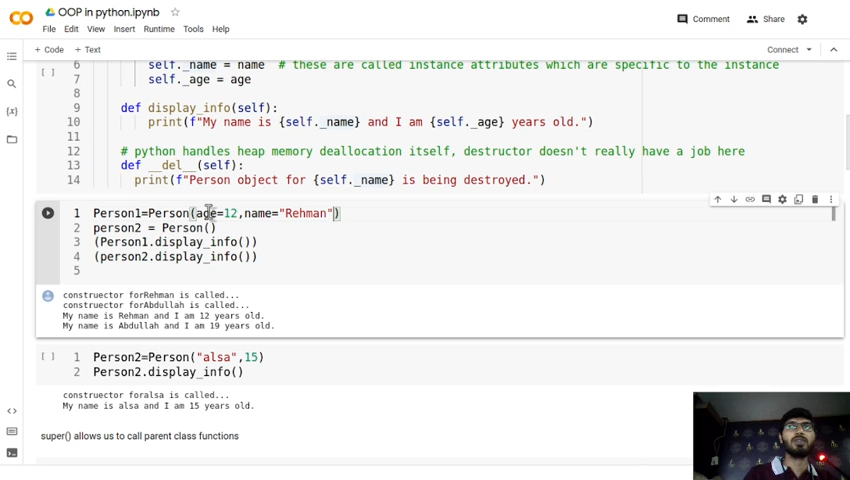 OOP in python.ipynb
File Edit View Insert Runtime Tools Help
Comment Share
+ Code + Text
Connect
[ ] 6 self._name = name # these are called instance attributes which are specific to the instance
7 self._age = age
8
9 def display_info(self):
10 print(f"My name is {self._name} and I am {self._age} years old.")
11
12 # python handles heap memory deallocation itself, destructor doesn't really have a job here
13 def __del__(self):
14 print(f"Person object for {self._name} is being destroyed.")
1 Person1=Person(age=12,name="Rehman")
2 person2 = Person()
3 (Person1.display_info())
4 (person2.display_info())
5
constructor forRehman is called...
constructor forAbdullah is called...
My name is Rehman and I am 12 years old.
My name is Abdullah and I am 19 years old.
[ ] 1 Person2=Person("alsa",15)
2 Person2.display_info()
constructor foralsa is called...
My name is alsa and I am 15 years old.
super() allows us to call parent class functions